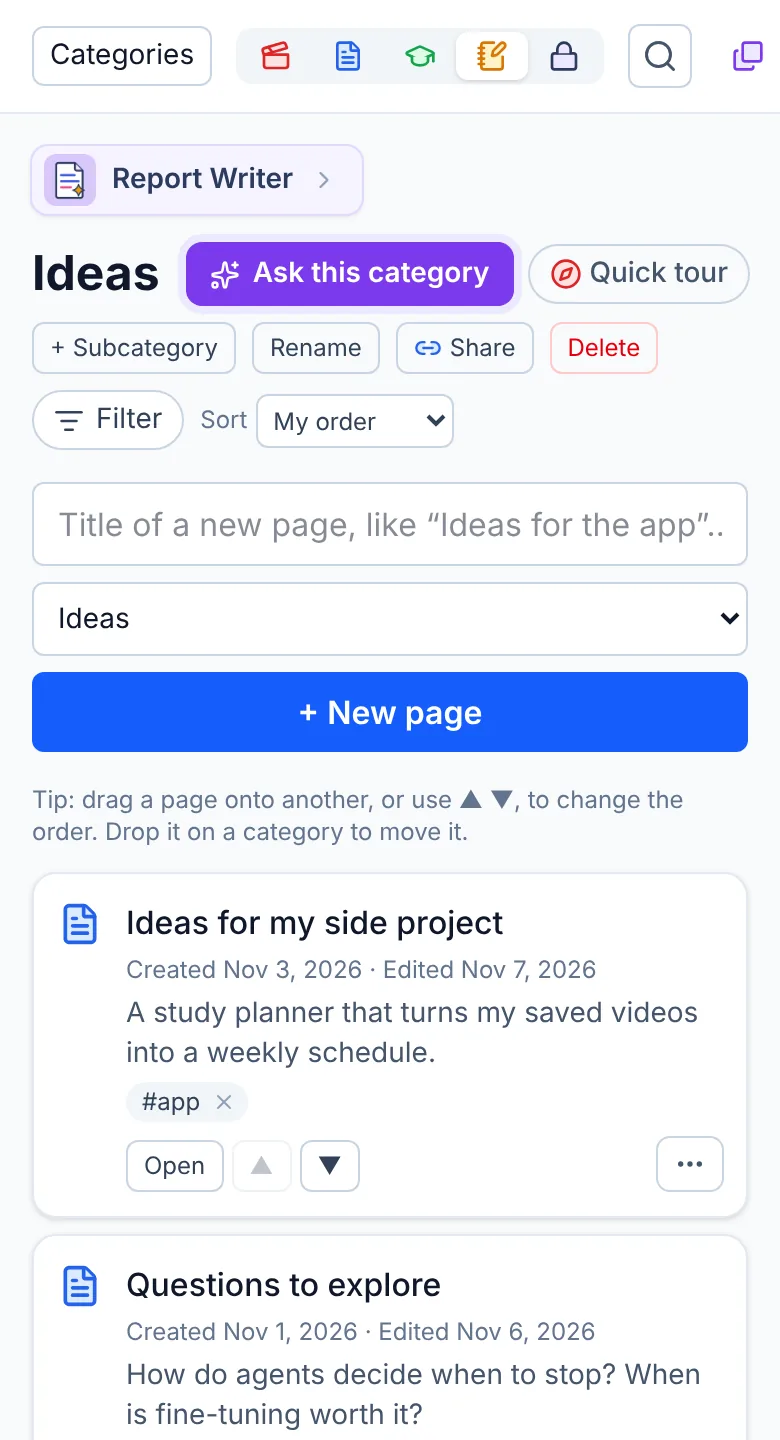 Categories
Report Writer
Ideas
Ask this category
Quick tour
+ Subcategory
Rename
Share
Delete
Filter
Sort
My order
Title of a new page, like “Ideas for the app”..
Ideas
+ New page
Tip: drag a page onto another, or use ▲ ▼, to change the
order. Drop it on a category to move it.
Ideas for my side project
Created Nov 3, 2026 · Edited Nov 7, 2026
A study planner that turns my saved videos
into a weekly schedule.
#app ×
Open ▲ ▼ ···
Questions to explore
Created Nov 1, 2026 · Edited Nov 6, 2026
How do agents decide when to stop? When
is fine-tuning worth it?